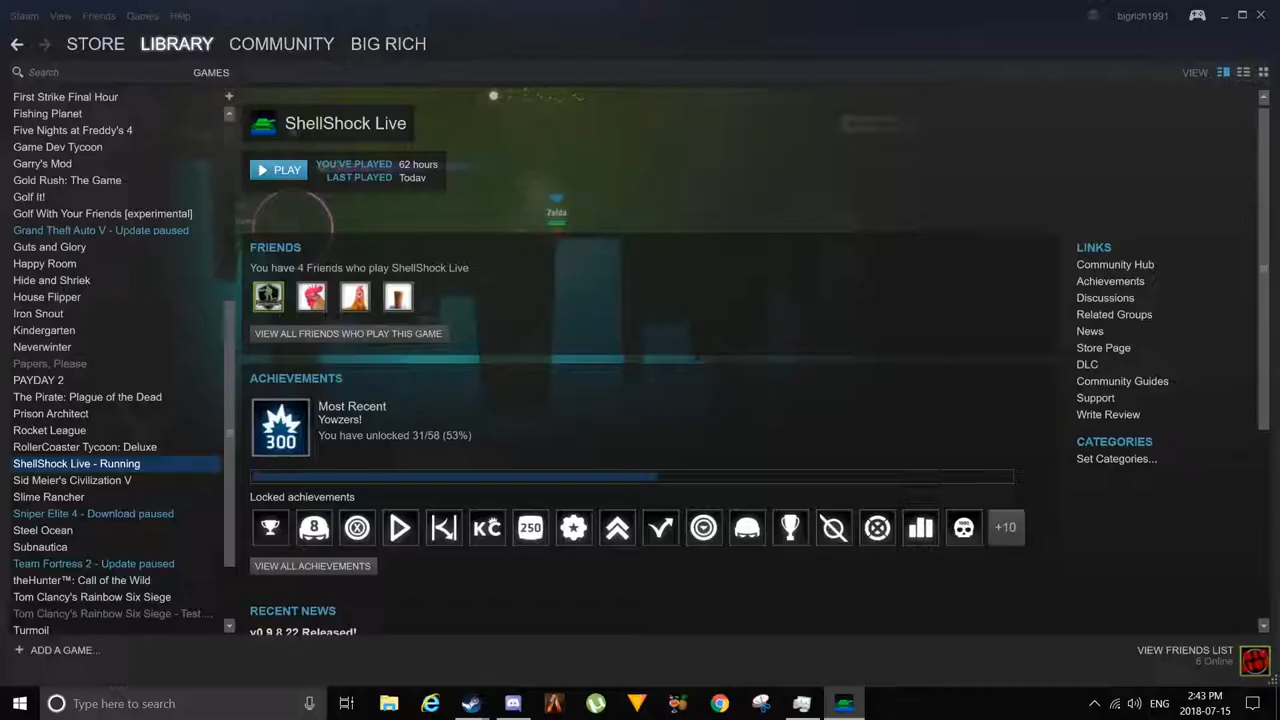 Steam View Friends Games Help
bigrich1991
STORE LIBRARY COMMUNITY BIG RICH
Search
GAMES
VIEW
First Strike Final Hour
Fishing Planet
Five Nights at Freddy's 4
Game Dev Tycoon
Garry's Mod
Gold Rush: The Game
Golf It!
Golf With Your Friends [experimental]
Grand Theft Auto V - Update paused
Guts and Glory
Happy Room
Hide and Shriek
House Flipper
Iron Snout
Kindergarten
Neverwinter
Papers, Please
PAYDAY 2
The Pirate: Plague of the Dead
Prison Architect
Rocket League
RollerCoaster Tycoon: Deluxe
ShellShock Live - Running
Sid Meier's Civilization V
Slime Rancher
Sniper Elite 4 - Download paused
Steel Ocean
Subnautica
Team Fortress 2 - Update paused
theHunter™: Call of the Wild
Tom Clancy's Rainbow Six Siege
Tom Clancy's Rainbow Six Siege - Test ...
Turmoil
ADD A GAME...
ShellShock Live
PLAY
YOU'VE PLAYED 62 hours
LAST PLAYED Today
Zelda
FRIENDS
You have 4 Friends who play ShellShock Live
VIEW ALL FRIENDS WHO PLAY THIS GAME
ACHIEVEMENTS
300
Most Recent
Yowzers!
You have unlocked 31/58 (53%)
Locked achievements
8
KC
250
+10
VIEW ALL ACHIEVEMENTS
RECENT NEWS
v0.9.8.22 Released!
LINKS
Community Hub
Achievements
Discussions
Related Groups
News
Store Page
DLC
Community Guides
Support
Write Review
CATEGORIES
Set Categories...
VIEW FRIENDS LIST
6 Online
Type here to search
ENG
2:43 PM
2018-07-15